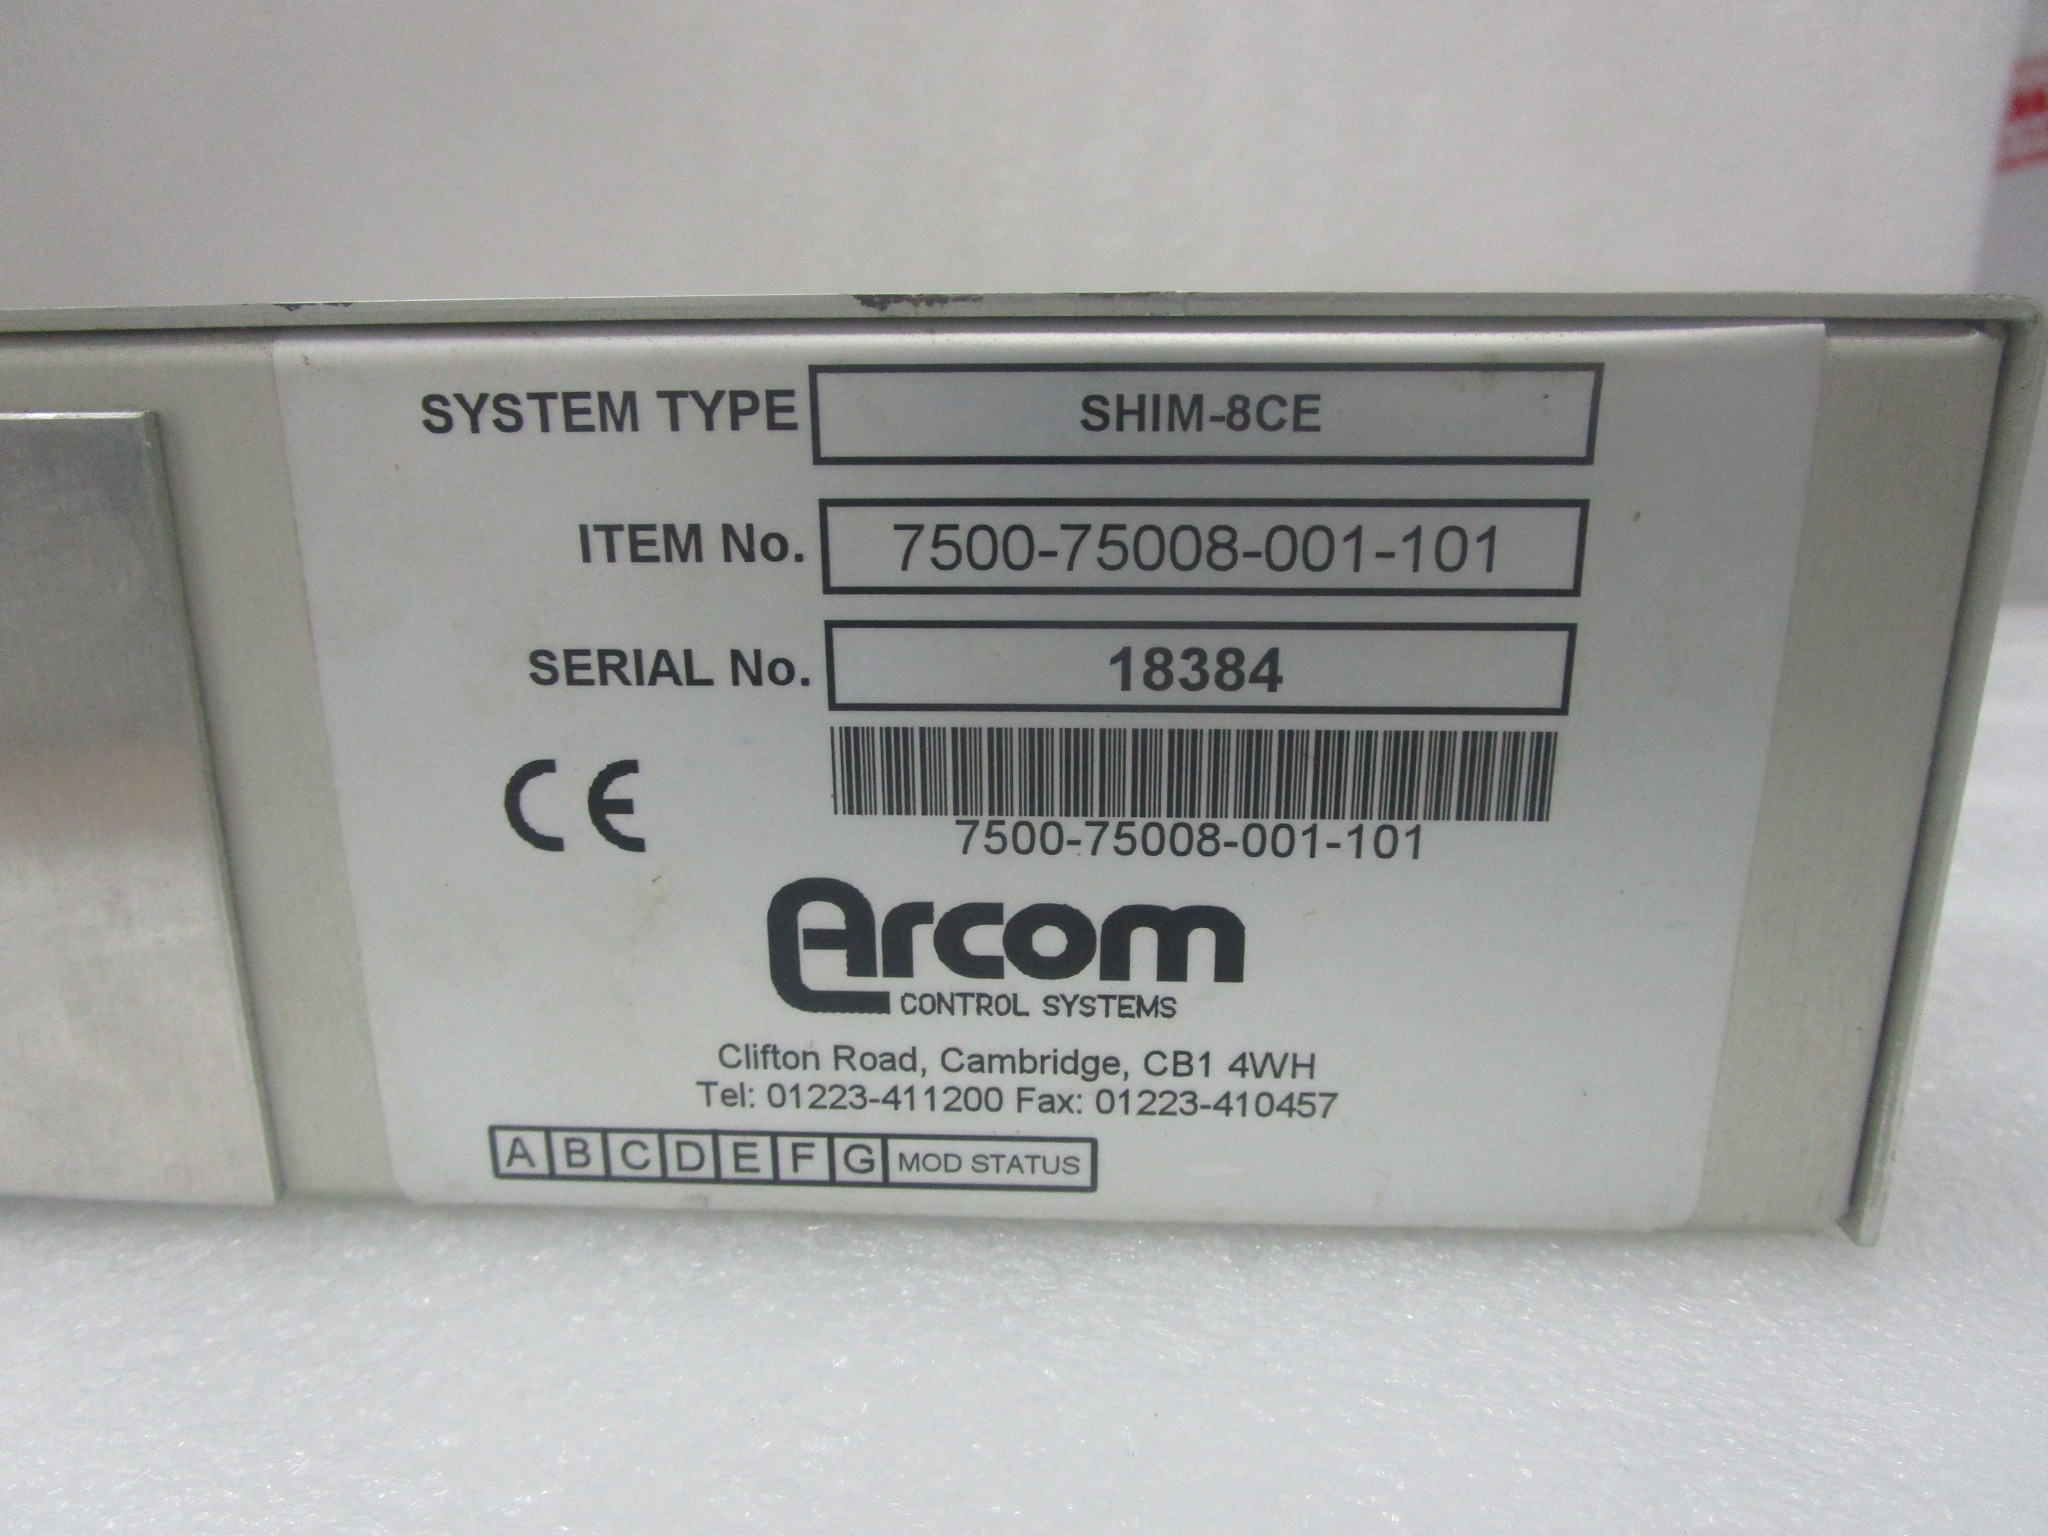 SYSTEM TYPE SHIM-8CE
ITEM No. 7500-75008-001-101
SERIAL No. 18384
CE
7500-75008-001-101
Arcom
CONTROL SYSTEMS
Clifton Road, Cambridge, CB1 4WH
Tel: 01223-411200 Fax: 01223-410457
A B C D E F G MOD STATUS